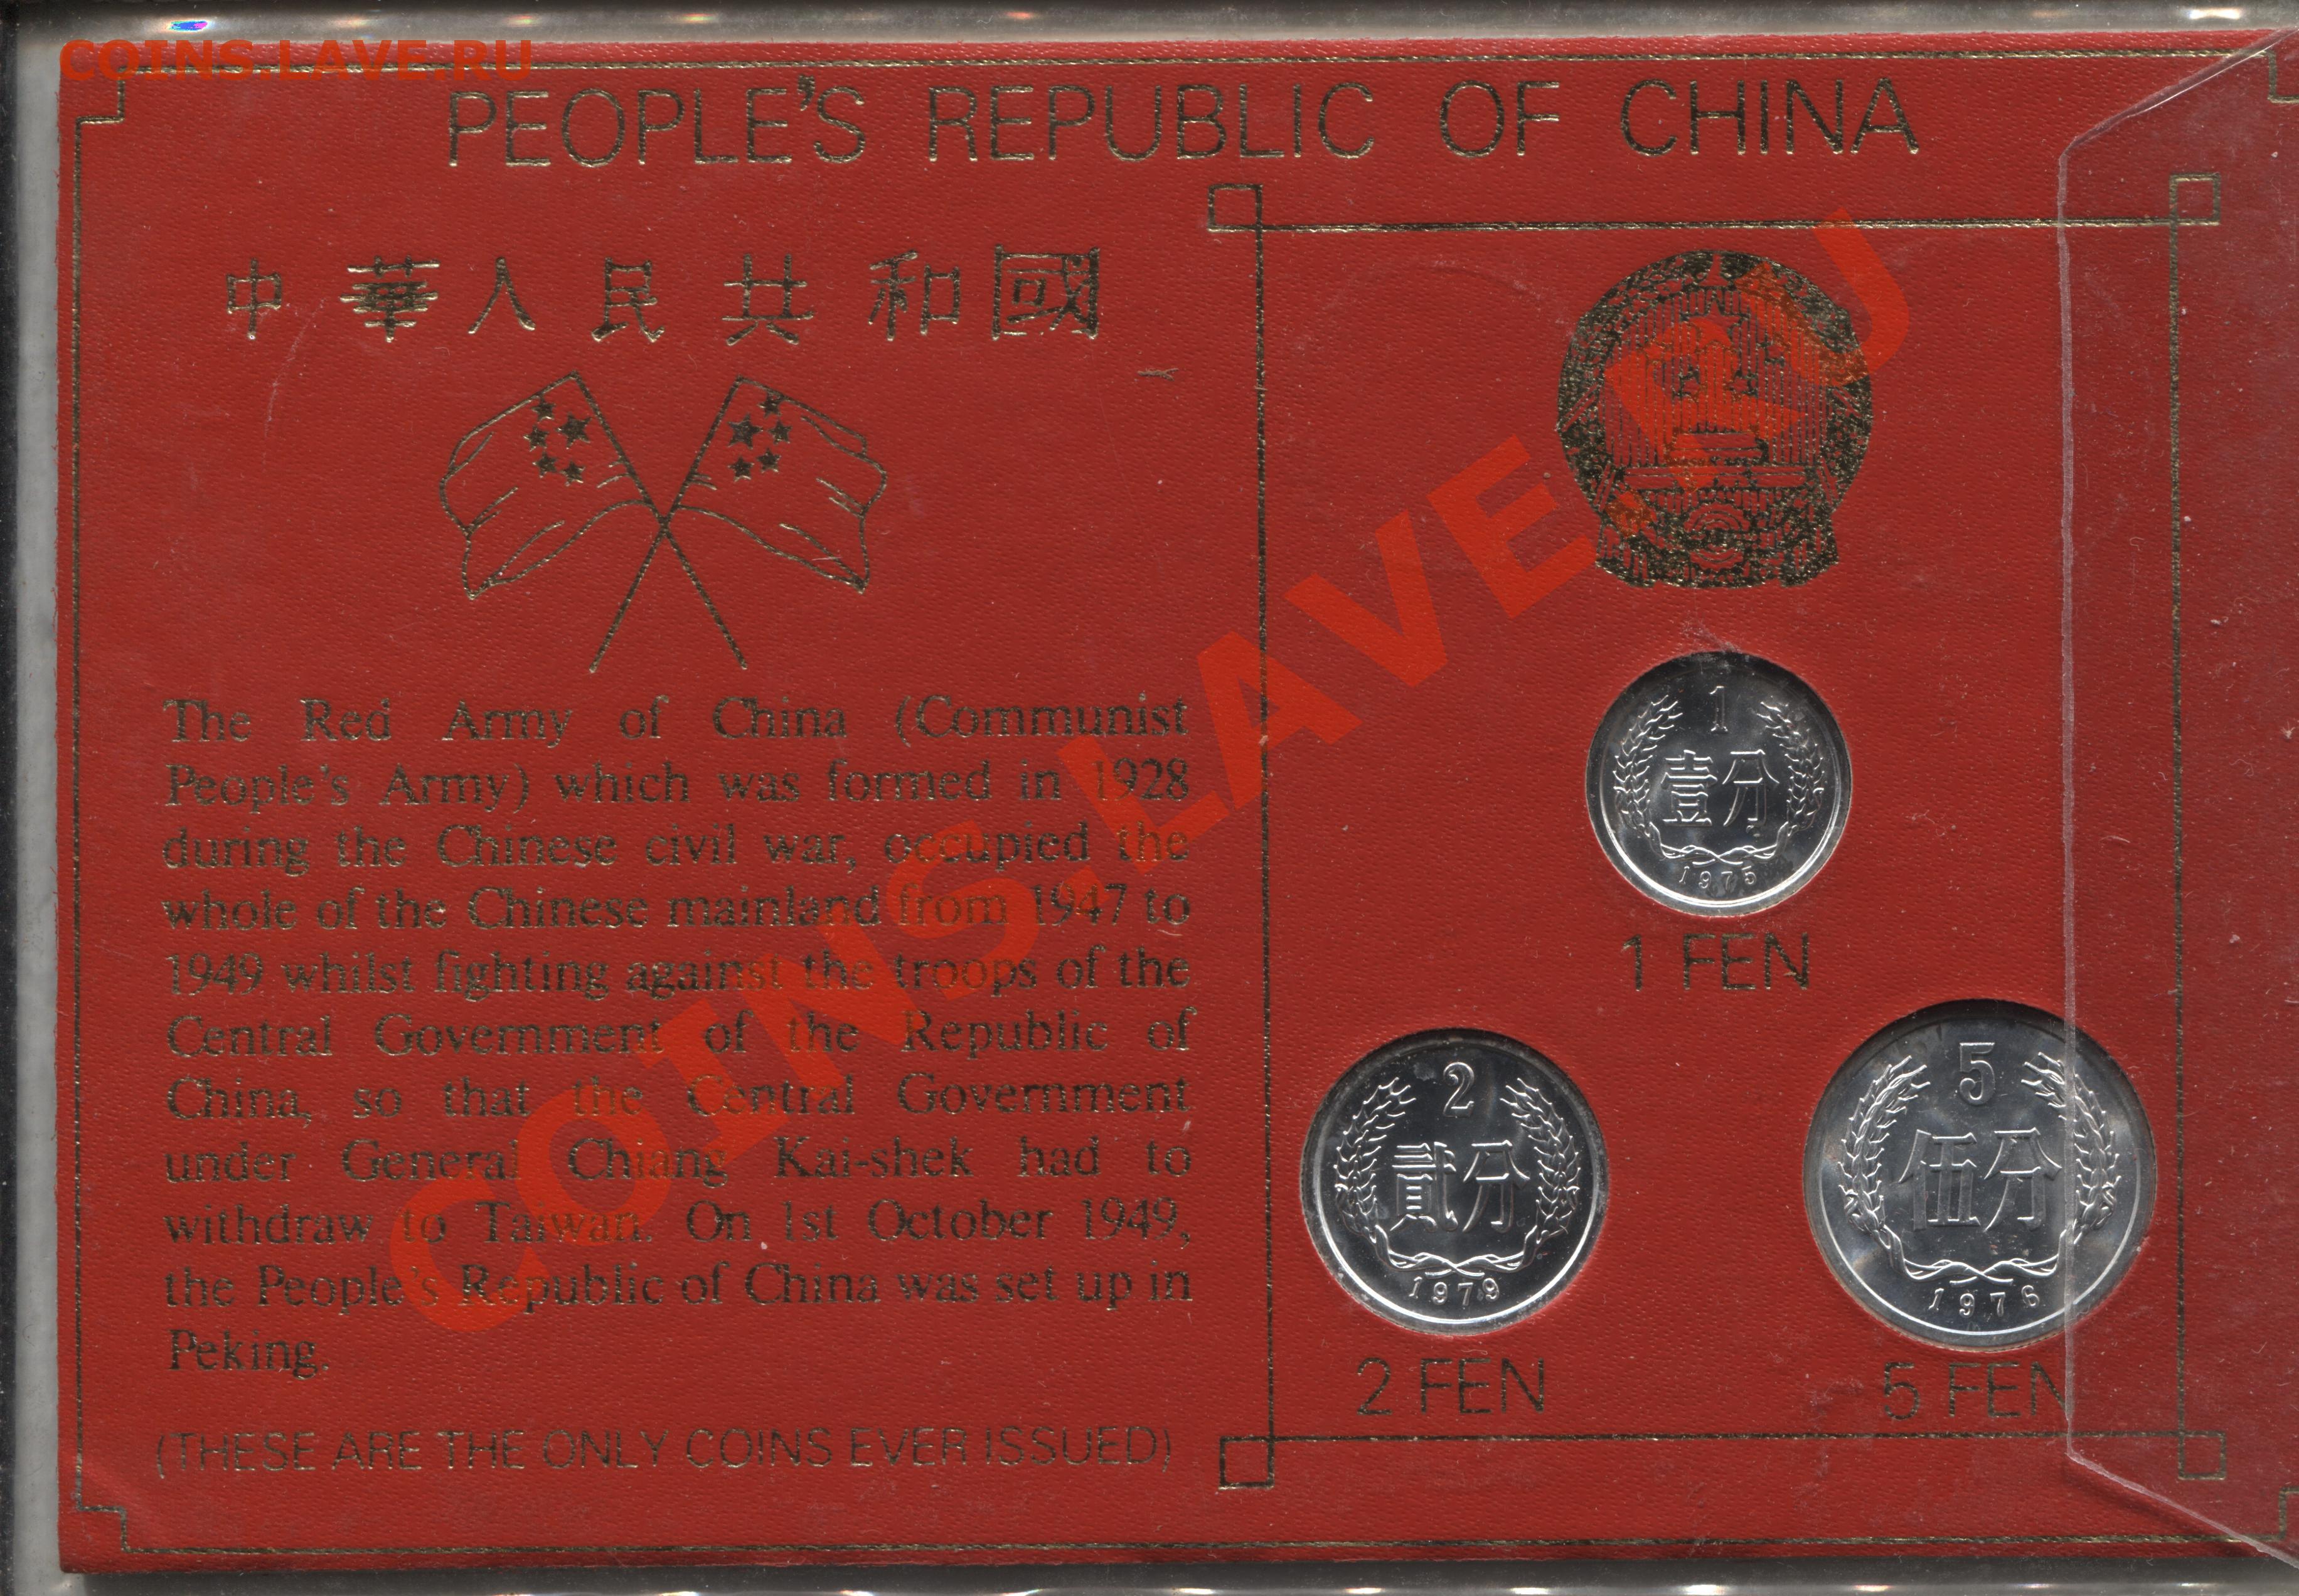 COINS.LAVE.RU
PEOPLE'S REPUBLIC OF CHINA
中華人民共和國
The Red Army of China (Communist
People's Army) which was formed in 1928
during the Chinese civil war, occupied the
whole of the Chinese mainland from 1947 to
1949 whilst fighting against the troops of the
Central Government of the Republic of
China, so that the Central Government
under General Chiang Kai-shek had to
withdraw to Taiwan. On 1st October 1949,
the People's Republic of China was set up in
Peking.
(THESE ARE THE ONLY COINS EVER ISSUED)
1
壹分
1975
1 FEN
2
貳分
1979
2 FEN
5
伍分
1976
5 FEN
COINS.LAVE.RU